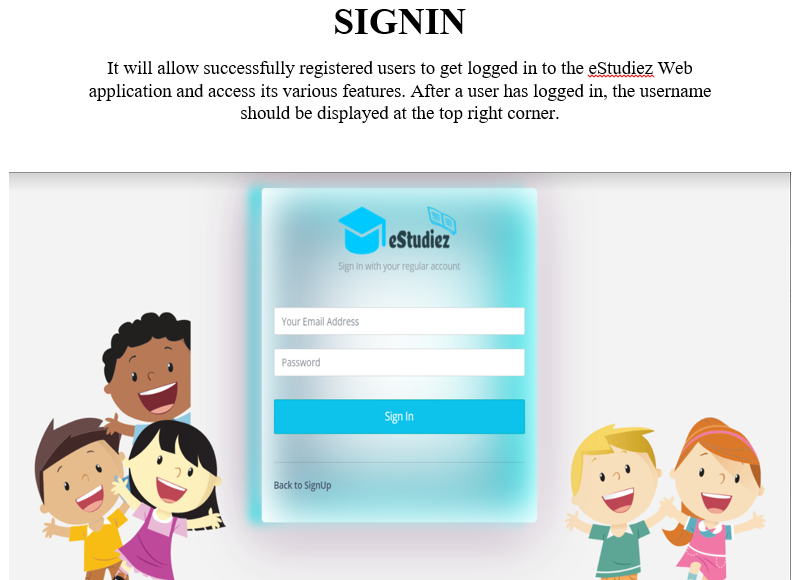 SIGNIN
It will allow successfully registered users to get logged in to the eStudiez Web
application and access its various features. After a user has logged in, the username
should be displayed at the top right corner.
eStudiez
Sign In with your regular account
Your Email Address
Password
Sign In
Back to SignUp